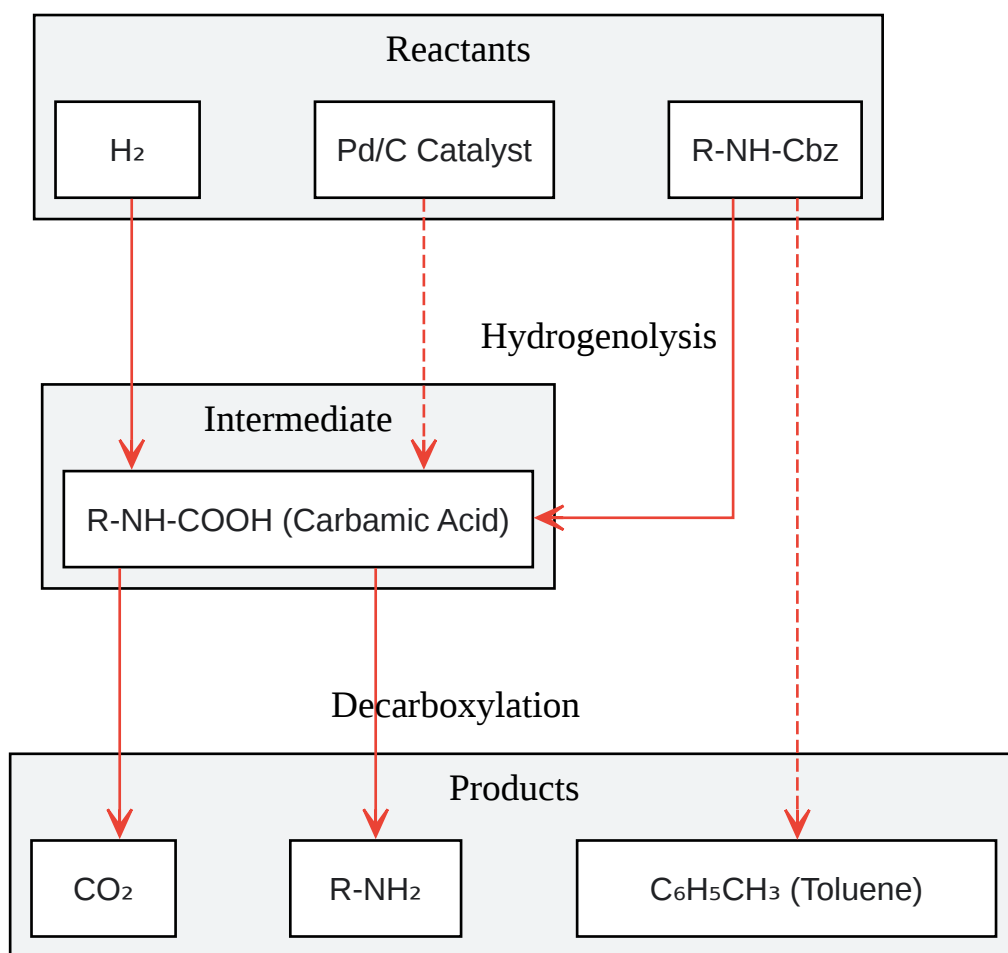 Reactants
H₂
Pd/C Catalyst
R-NH-Cbz
Hydrogenolysis
Intermediate
R-NH-COOH (Carbamic Acid)
Decarboxylation
Products
CO₂
R-NH₂
C₆H₅CH₃ (Toluene)